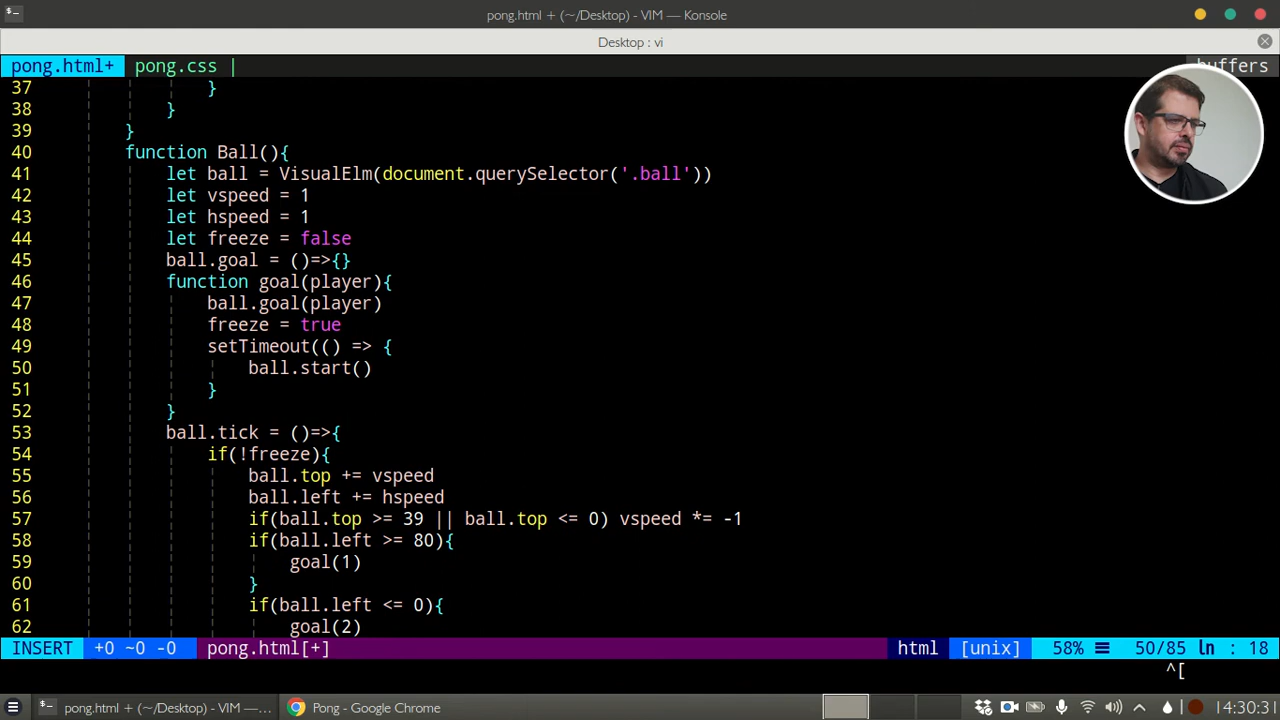 pong.html + (~/Desktop) - VIM — Konsole
Desktop : vi
pong.html+ pong.css | buffers
37 }
38 }
39 }
40 function Ball(){
41 let ball = VisualElm(document.querySelector('.ball'))
42 let vspeed = 1
43 let hspeed = 1
44 let freeze = false
45 ball.goal = ()=>{}
46 function goal(player){
47 ball.goal(player)
48 freeze = true
49 setTimeout(() => {
50 ball.start()
51 }
52 }
53 ball.tick = ()=>{
54 if(!freeze){
55 ball.top += vspeed
56 ball.left += hspeed
57 if(ball.top >= 39 || ball.top <= 0) vspeed *= -1
58 if(ball.left >= 80){
59 goal(1)
60 }
61 if(ball.left <= 0){
62 goal(2)
INSERT +0 ~0 -0 pong.html[+] html [unix] 58% ☰ 50/85 ln : 18
^[
pong.html + (~/Desktop) - VIM —... Pong - Google Chrome 14:30:31